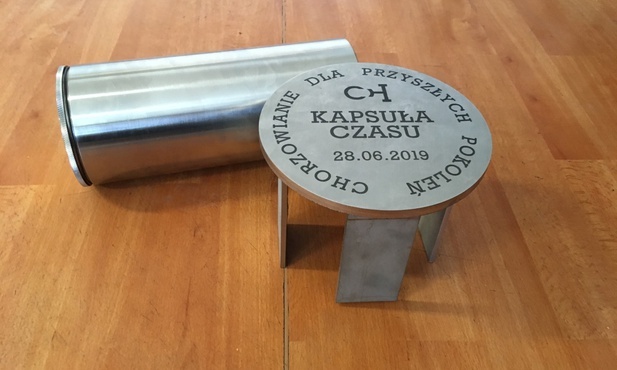 CHORZOWIANIE DLA PRZYSZŁYCH POKOLEŃ
CH
KAPSUŁA
CZASU
28.06.2019